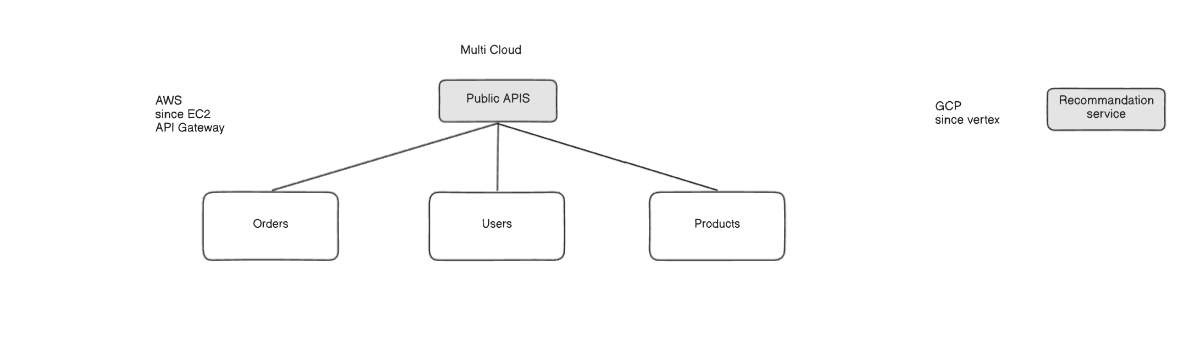 Multi Cloud
AWS
since EC2
API Gateway
Public APIS
GCP
since vertex
Recommandation
service
Orders
Users
Products